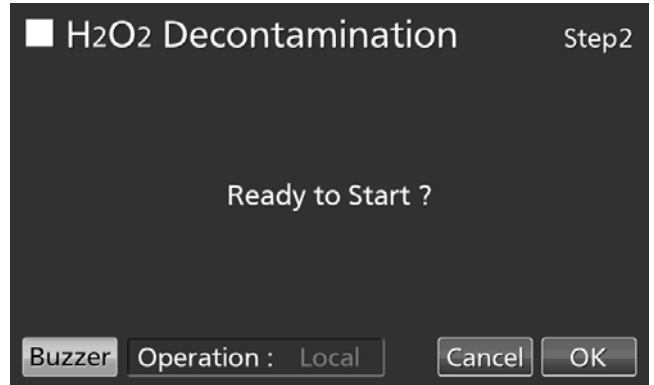 H2O2 Decontamination Step2
Ready to Start ?
Buzzer Operation : Local Cancel OK